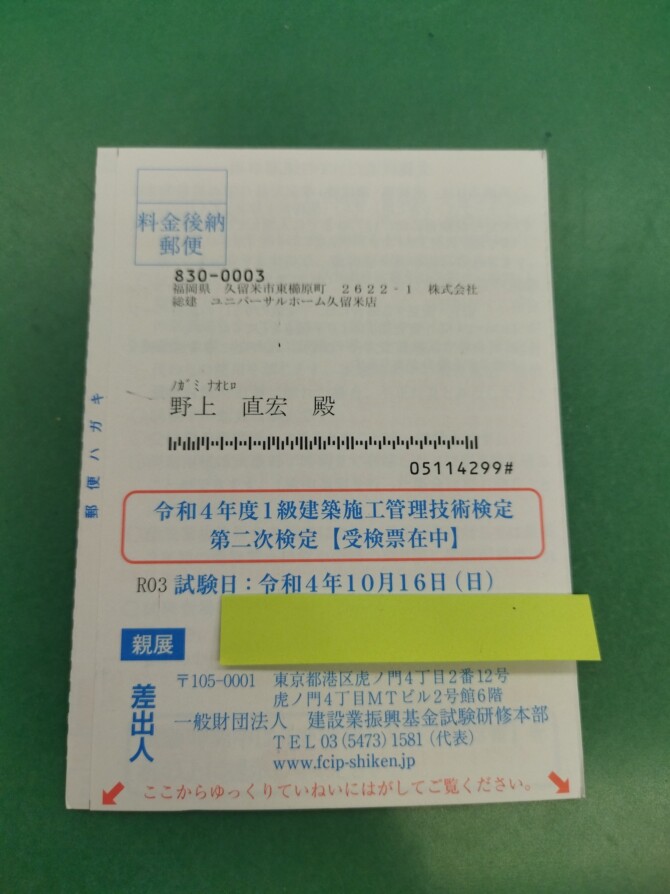 料金後納
郵便
830-0003
福岡県 久留米市東櫛原町 2622-1 株式会社
総建 ユニバーサルホーム久留米店
ﾉｶﾞﾐ ﾅｵﾋﾛ
野上 直宏 殿
05114299#
郵便ハガキ
令和4年度1級建築施工管理技術検定
第二次検定【受検票在中】
R03 試験日：令和4年10月16日（日）
親展
差出人
〒105-0001 東京都港区虎ノ門4丁目2番12号
虎ノ門4丁目MTビル2号館6階
一般財団法人 建設業振興基金試験研修本部
TEL 03 (5473) 1581（代表）
www.fcip-shiken.jp
ここからゆっくりていねいにはがしてご覧ください。